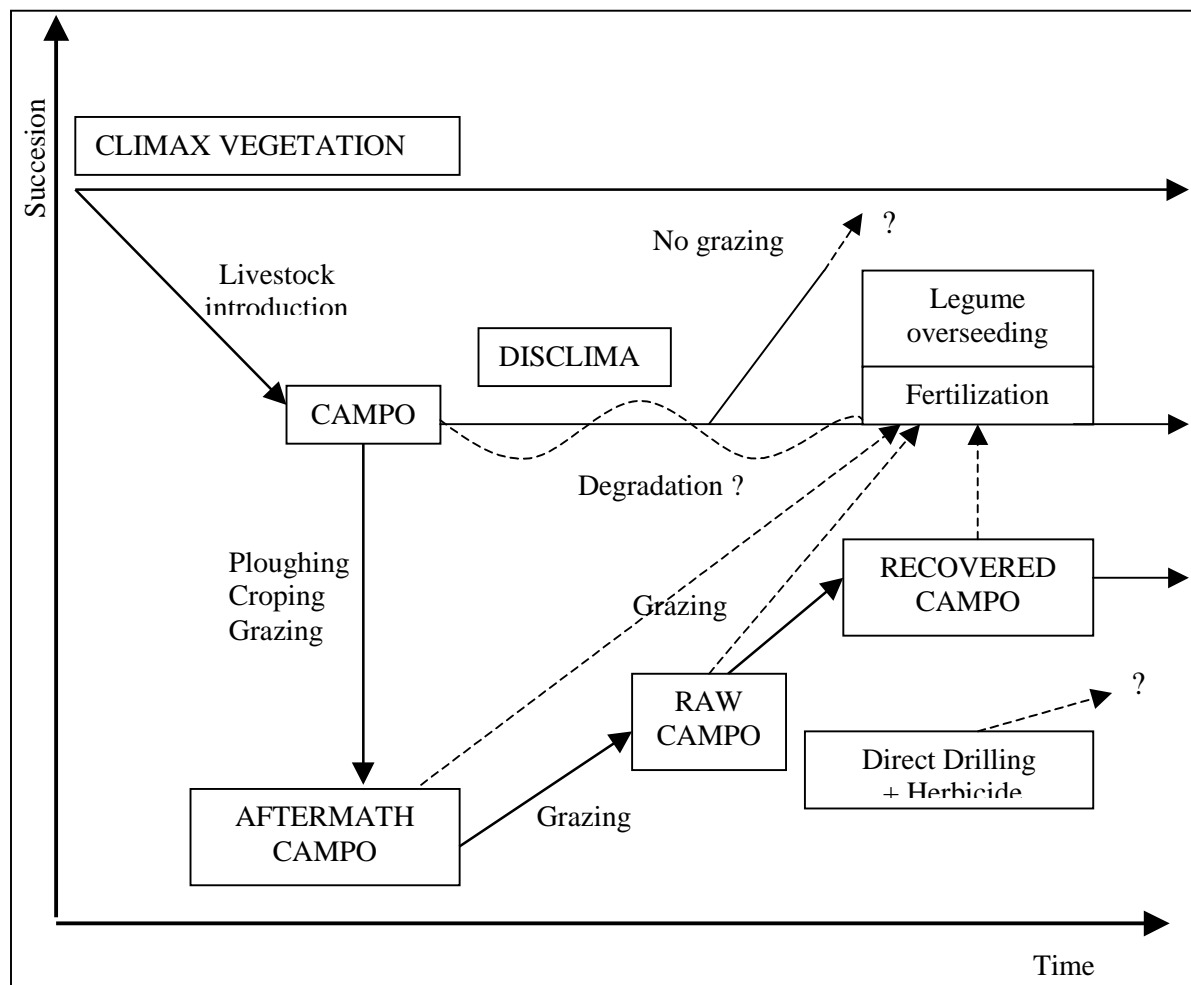 Succesion
CLIMAX VEGETATION
Livestock
introduction
No grazing
?
Legume
overseeding
Fertilization
DISCLIMA
CAMPO
Degradation ?
Ploughing
Croping
Grazing
Grazing
RECOVERED
CAMPO
RAW
CAMPO
?
Direct Drilling
+ Herbicide
AFTERMATH
CAMPO
Grazing
Time